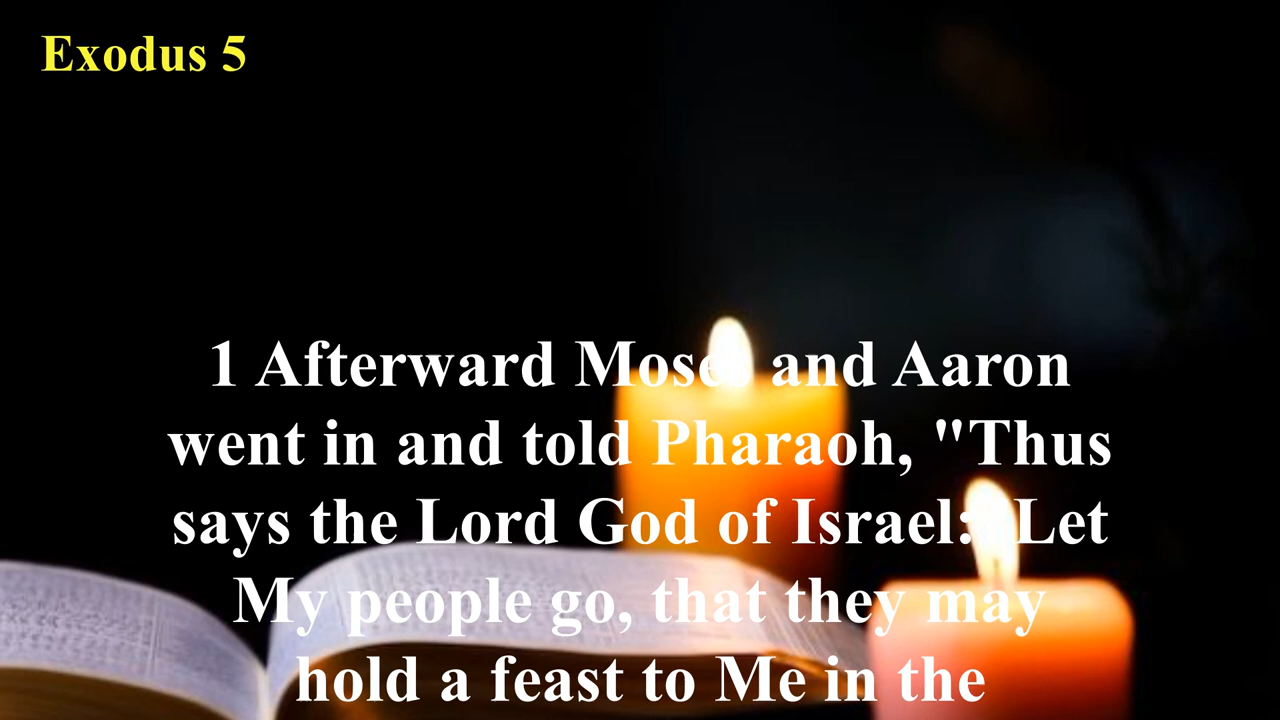 Exodus 5
1 Afterward Moses and Aaron
went in and told Pharaoh, "Thus
says the Lord God of Israel: 'Let
My people go, that they may
hold a feast to Me in the